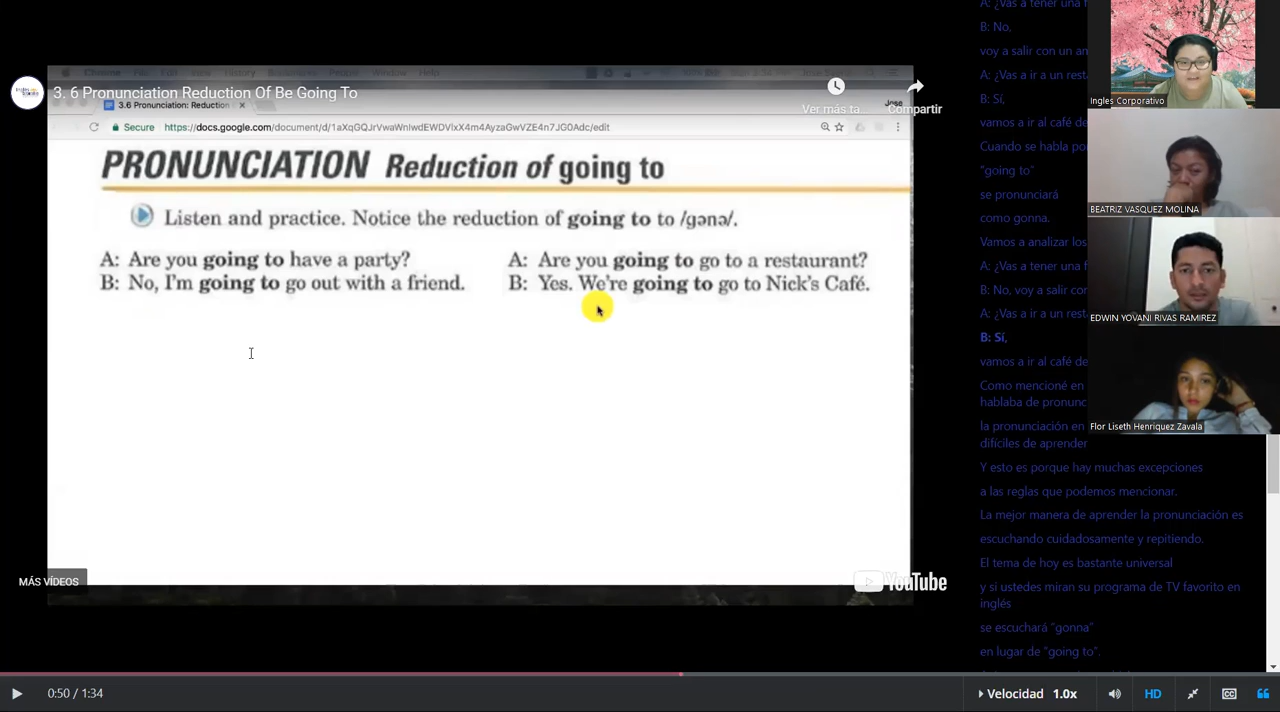 3. 6 Pronunciation Reduction Of Be Going To
Ver más ta
Compartir
3.6 Pronunciation: Reduction
Jose
Secure
https://docs.google.com/document/d/1aXqGQJrVwaWnIwdEWDVlxX4m4AyzaGwVZE4n7JG0Adc/edit
PRONUNCIATION Reduction of going to
Listen and practice. Notice the reduction of going to to /gənə/.
A: Are you going to have a party?
B: No, I'm going to go out with a friend.
A: Are you going to go to a restaurant?
B: Yes. We're going to go to Nick's Café.
MÁS VÍDEOS
YouTube
0:50 / 1:34
A: ¿Vas a tener una f
B: No,
voy a salir con un am
A: ¿Vas a ir a un rest
B: Sí,
vamos a ir al café de
Cuando se habla po
"going to"
se pronunciará
como gonna.
Vamos a analizar los
A: ¿Vas a tener una f
B: No, voy a salir con
A: ¿Vas a ir a un rest
B: Sí,
vamos a ir al café de
Como mencioné en
hablaba de pronunc
la pronunciación en
difíciles de aprender
Y esto es porque hay muchas excepciones
a las reglas que podemos mencionar.
La mejor manera de aprender la pronunciación es
escuchando cuidadosamente y repitiendo.
El tema de hoy es bastante universal
y si ustedes miran su programa de TV favorito en
inglés
se escuchará "gonna"
en lugar de "going to".
Ingles Corporativo
BEATRIZ VASQUEZ MOLINA
EDWIN YOVANI RIVAS RAMIREZ
Flor Liseth Henriquez Zavala
Velocidad 1.0x
HD